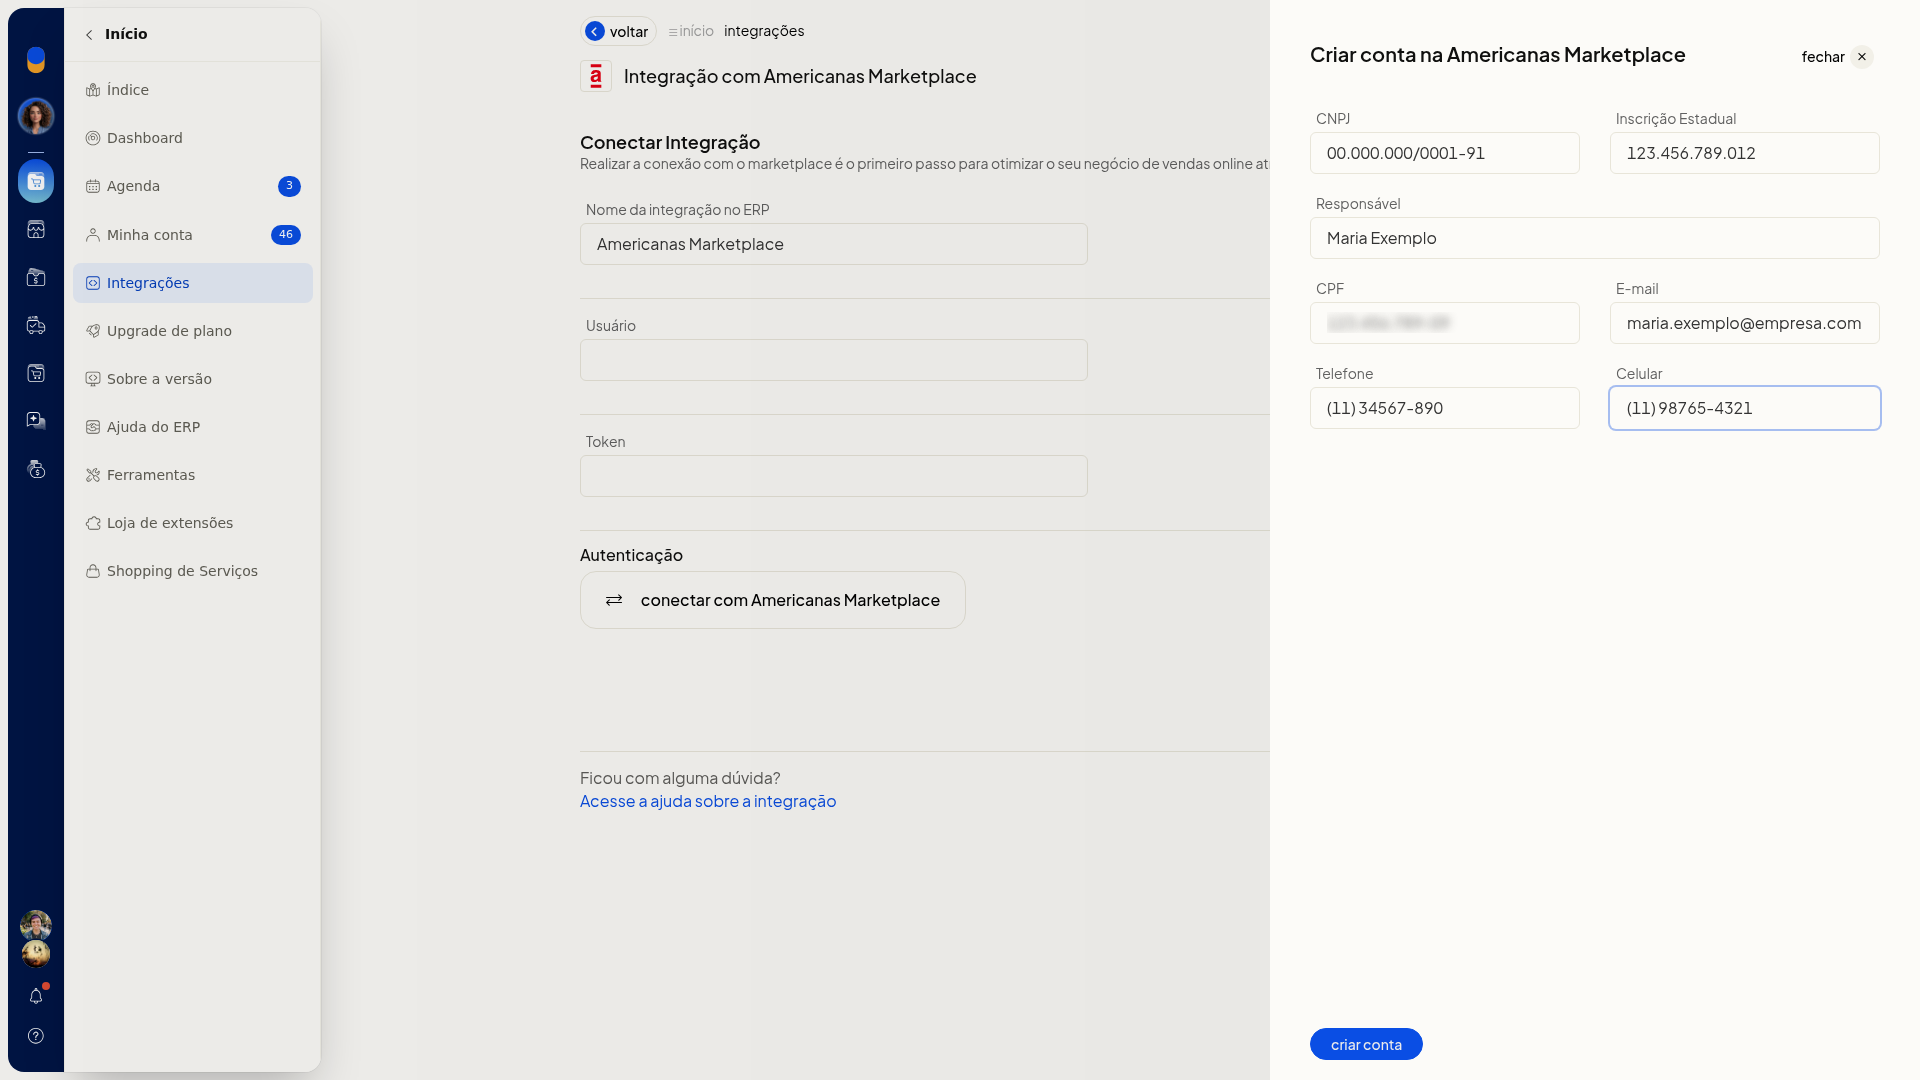 Início
Índice
Dashboard
Agenda
3
Minha conta
46
Integrações
Upgrade de plano
Sobre a versão
Ajuda do ERP
Ferramentas
Loja de extensões
Shopping de Serviços
voltar
início integrações
Integração com Americanas Marketplace
Conectar Integração
Realizar a conexão com o marketplace é o primeiro passo para otimizar o seu negócio de vendas online
Nome da integração no ERP
Americanas Marketplace
Usuário
Token
Autenticação
conectar com Americanas Marketplace
Ficou com alguma dúvida?
Acesse a ajuda sobre a integração
Criar conta na Americanas Marketplace
fechar
CNPJ
Inscrição Estadual
00.000.000/0001-91
123.456.789.012
Responsável
Maria Exemplo
CPF
E-mail
maria.exemplo@empresa.com
Telefone
Celular
(11) 34567-890
(11) 98765-4321
criar conta